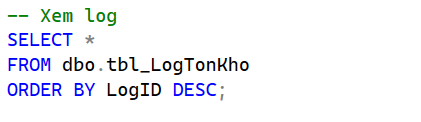 -- Xem log
SELECT *
FROM dbo.tbl_LogTonKho
ORDER BY LogID DESC;